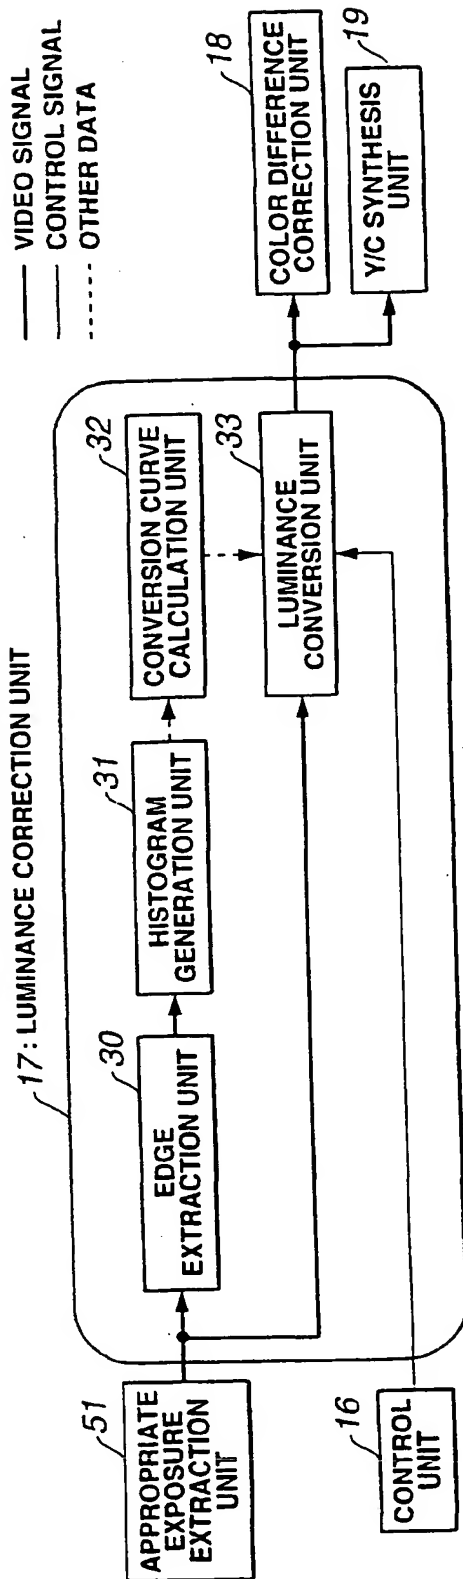 VIDEO SIGNAL
CONTROL SIGNAL
OTHER DATA
17: LUMINANCE CORRECTION UNIT
51
APPROPRIATE
EXPOSURE
EXTRACTION
UNIT
30
EDGE
EXTRACTION UNIT
31
HISTOGRAM
GENERATION UNIT
32
CONVERSION CURVE
CALCULATION UNIT
33
LUMINANCE
CONVERSION UNIT
18
COLOR DIFFERENCE
CORRECTION UNIT
19
Y/C SYNTHESIS
UNIT
16
CONTROL
UNIT